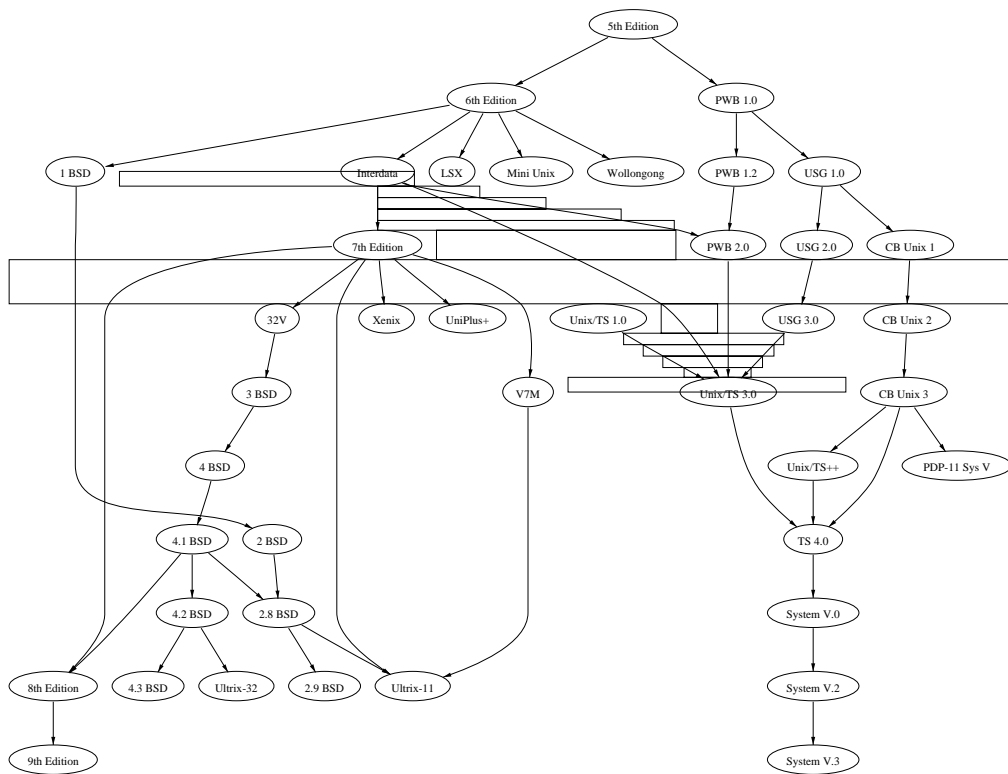 5th Edition
6th Edition
PWB 1.0
1 BSD
Interdata
LSX
Mini Unix
Wollongong
PWB 1.2
USG 1.0
7th Edition
PWB 2.0
USG 2.0
CB Unix 1
32V
Xenix
UniPlus+
Unix/TS 1.0
USG 3.0
CB Unix 2
3 BSD
V7M
Unix/TS 3.0
CB Unix 3
4 BSD
Unix/TS++
PDP-11 Sys V
4.1 BSD
2 BSD
TS 4.0
4.2 BSD
2.8 BSD
System V.0
8th Edition
4.3 BSD
Ultrix-32
2.9 BSD
Ultrix-11
System V.2
9th Edition
System V.3